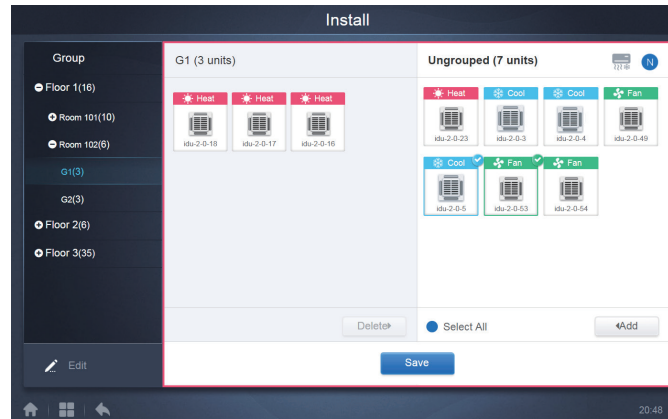 Install
Group
Floor 1(16)
Room 101(10)
Room 102(6)
G1(3)
G2(3)
Floor 2(6)
Floor 3(35)
Edit
G1 (3 units)
Heat Heat Heat
idu-2-0-18 idu-2-0-17 idu-2-0-16
Delete
Ungrouped (7 units) N
Heat Cool Cool Fan
idu-2-0-23 idu-2-0-3 idu-2-0-4 idu-2-0-49
Cool Fan Fan
idu-2-0-5 idu-2-0-53 idu-2-0-54
Select All Add
Save
20:48